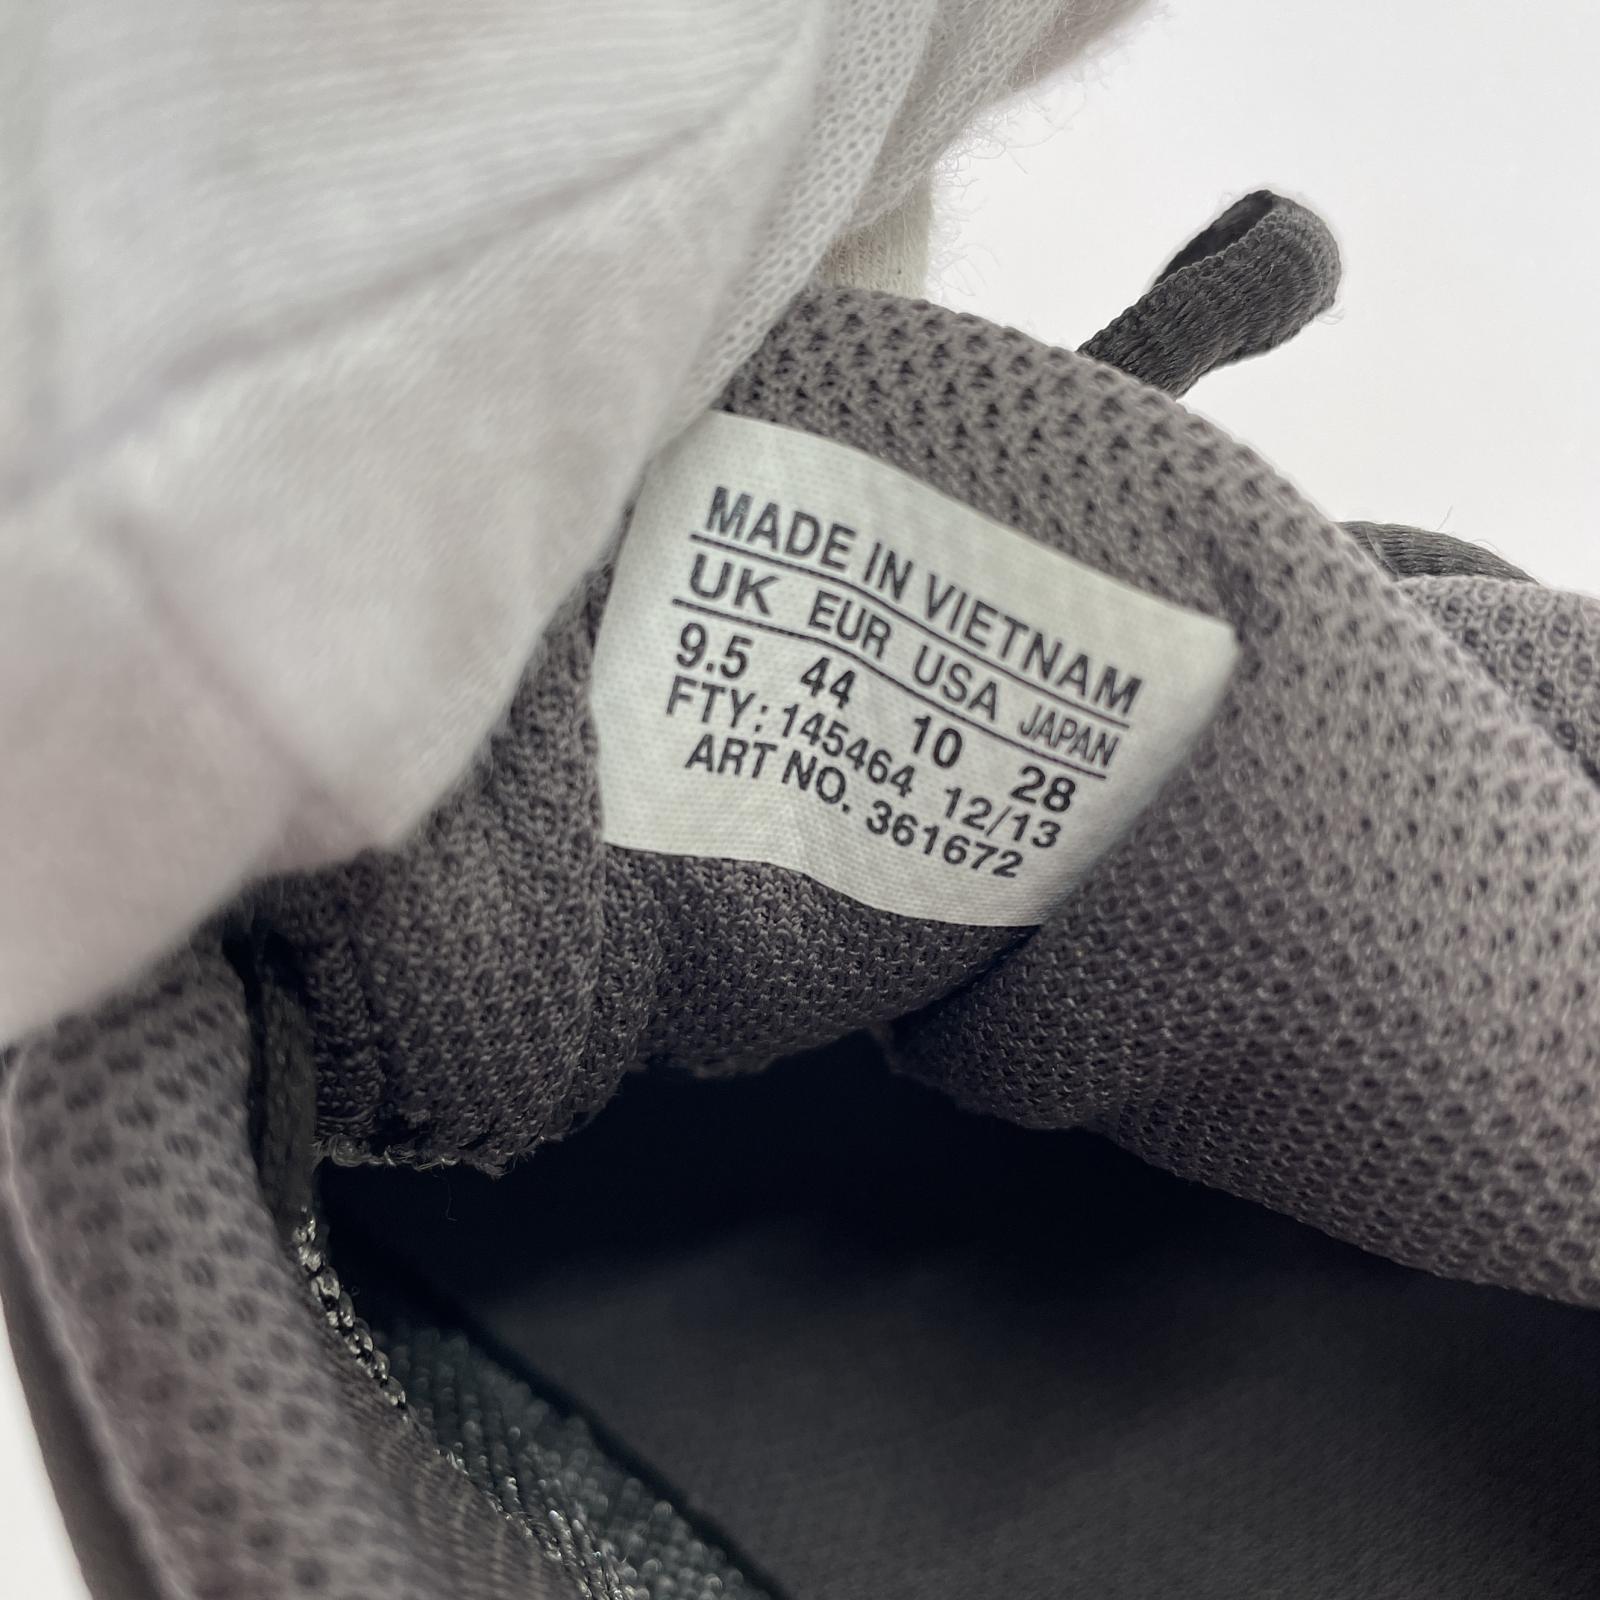 MADE IN VIETNAM
UK EUR USA JAPAN
9.5 44 10 28
FTY: 145464 12/13
ART NO. 361672